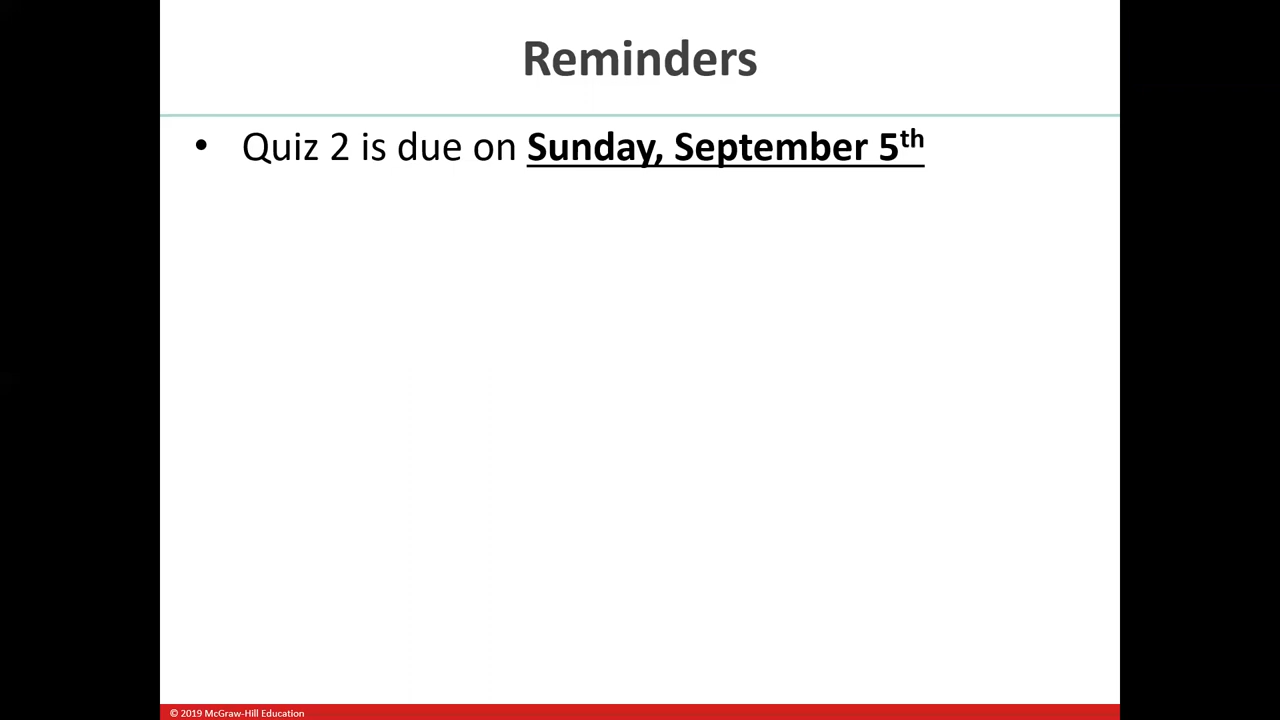 Reminders
• Quiz 2 is due on Sunday, September 5th
© 2019 McGraw-Hill Education